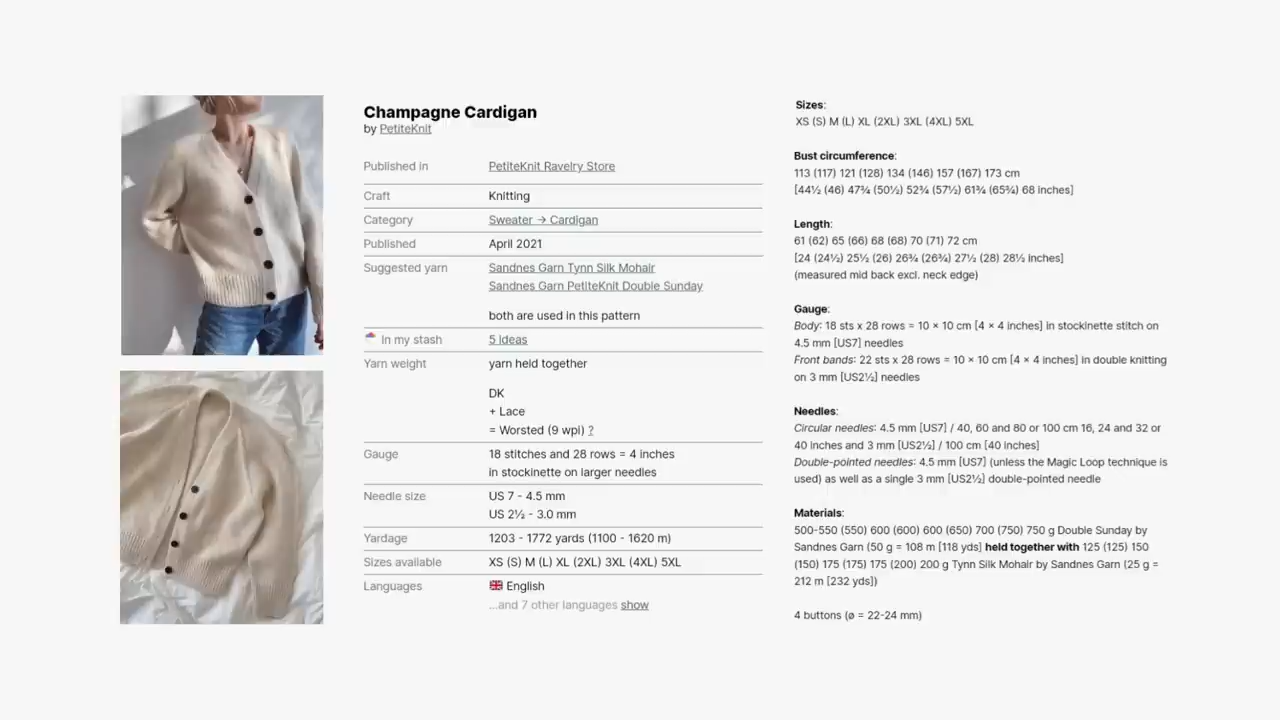 Champagne Cardigan
by PetiteKnit
Published in PetiteKnit Ravelry Store
Craft Knitting
Category Sweater → Cardigan
Published April 2021
Suggested yarn Sandnes Garn Tynn Silk Mohair
Sandnes Garn PetiteKnit Double Sunday
both are used in this pattern
In my stash 5 ideas
Yarn weight yarn held together
DK
+ Lace
= Worsted (9 wpi) ?
Gauge 18 stitches and 28 rows = 4 inches
in stockinette on larger needles
Needle size US 7 - 4.5 mm
US 2½ - 3.0 mm
Yardage 1203 - 1772 yards (1100 - 1620 m)
Sizes available XS (S) M (L) XL (2XL) 3XL (4XL) 5XL
Languages English
...and 7 other languages show
Sizes:
XS (S) M (L) XL (2XL) 3XL (4XL) 5XL
Bust circumference:
113 (117) 121 (128) 134 (146) 157 (167) 173 cm
[44½ (46) 47¾ (50½) 52¾ (57½) 61¾ (65¾) 68 inches]
Length:
61 (62) 65 (66) 68 (68) 70 (71) 72 cm
[24 (24½) 25½ (26) 26¾ (26¾) 27½ (28) 28½ inches]
(measured mid back excl. neck edge)
Gauge:
Body: 18 sts x 28 rows = 10 × 10 cm [4 × 4 inches] in stockinette stitch on
4.5 mm [US7] needles
Front bands: 22 sts x 28 rows = 10 × 10 cm [4 × 4 inches] in double knitting
on 3 mm [US2½] needles
Needles:
Circular needles: 4.5 mm [US7] / 40, 60 and 80 or 100 cm 16, 24 and 32 or
40 inches and 3 mm [US2½] / 100 cm [40 inches]
Double-pointed needles: 4.5 mm [US7] (unless the Magic Loop technique is
used) as well as a single 3 mm [US2½] double-pointed needle
Materials:
500-550 (550) 600 (600) 600 (650) 700 (750) 750 g Double Sunday by
Sandnes Garn (50 g = 108 m [118 yds] held together with 125 (125) 150
(150) 175 (175) 175 (200) 200 g Tynn Silk Mohair by Sandnes Garn (25 g =
212 m [232 yds])
4 buttons (ø = 22-24 mm)